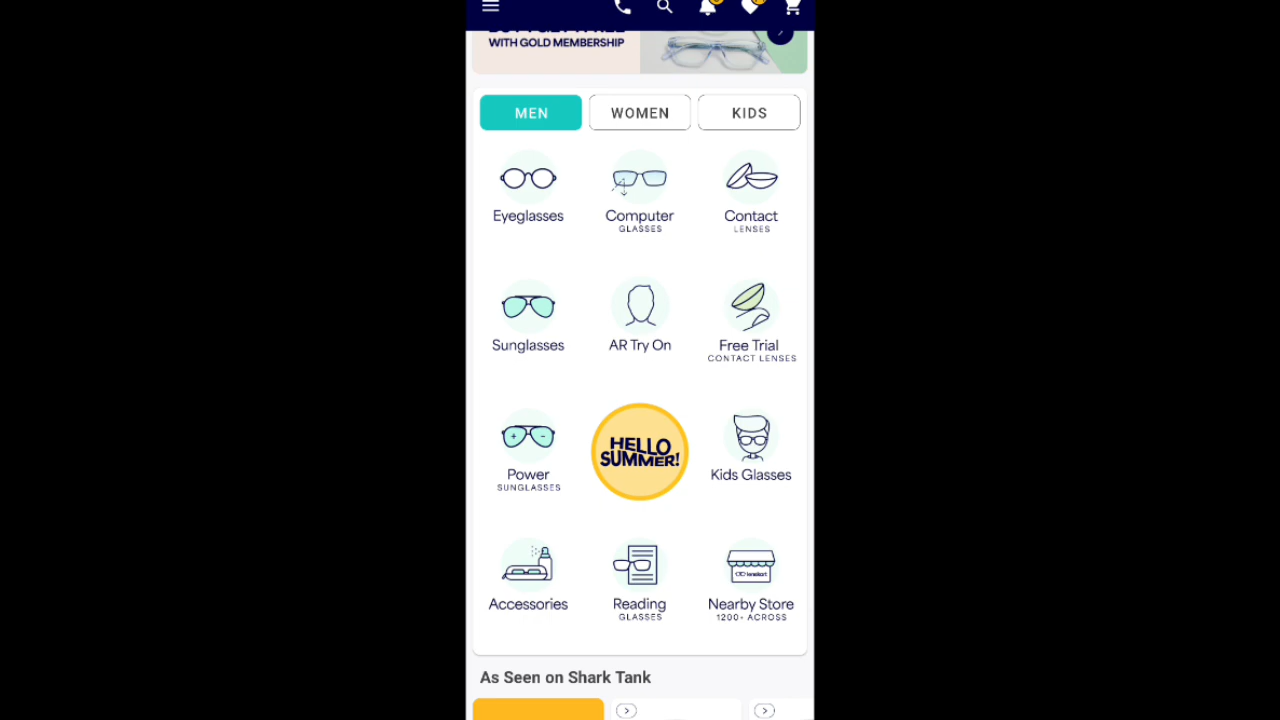 WITH GOLD MEMBERSHIP
MEN
WOMEN
KIDS
Eyeglasses
Computer
GLASSES
Contact
LENSES
Sunglasses
AR Try On
Free Trial
CONTACT LENSES
Power
SUNGLASSES
HELLO
SUMMER!
Kids Glasses
Accessories
Reading
GLASSES
lenskart
Nearby Store
1200+ ACROSS
As Seen on Shark Tank